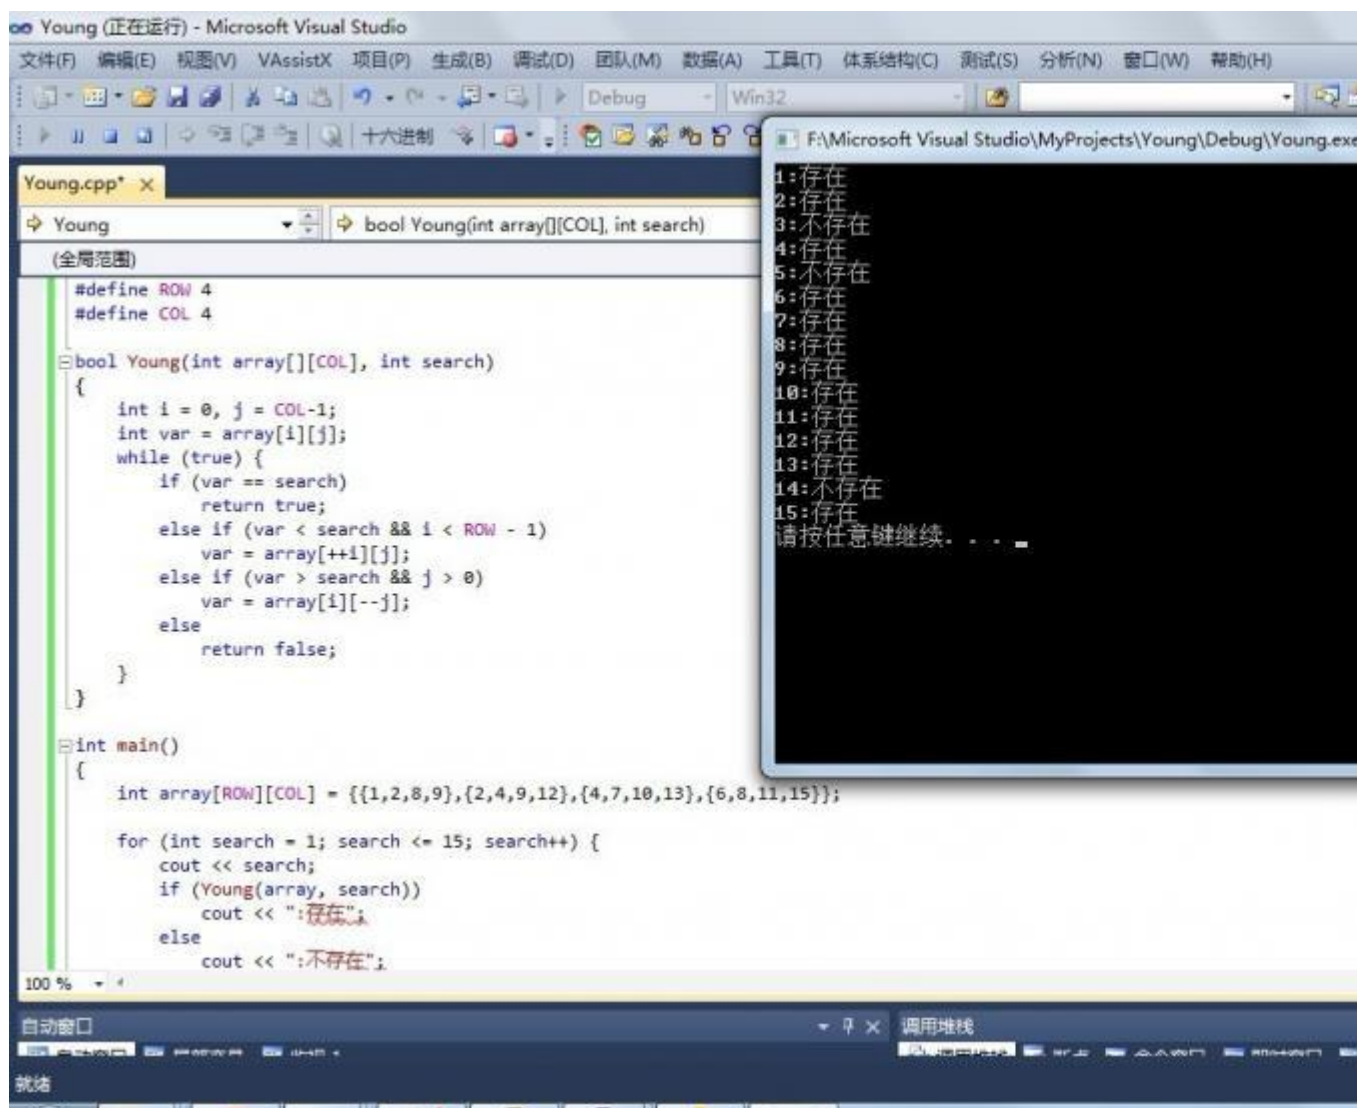 Young (正在运行) - Microsoft Visual Studio
文件(F) 编辑(E) 视图(V) VAssistX 项目(P) 生成(B) 调试(D) 团队(M) 数据(A) 工具(T) 体系结构(C) 测试(S) 分析(N) 窗口(W) 帮助(H)
Debug Win32
十六进制
Young.cpp*
Young bool Young(int array[][COL], int search)
(全局范围)
#define ROW 4
#define COL 4
bool Young(int array[][COL], int search)
{
int i = 0, j = COL-1;
int var = array[i][j];
while (true) {
if (var == search)
return true;
else if (var < search && i < ROW - 1)
var = array[++i][j];
else if (var > search && j > 0)
var = array[i][--j];
else
return false;
}
}
int main()
{
int array[ROW][COL] = {{1,2,8,9},{2,4,9,12},{4,7,10,13},{6,8,11,15}};
for (int search = 1; search <= 15; search++) {
cout << search;
if (Young(array, search))
cout << ":存在";
else
cout << ":不存在";
100 %
F:\Microsoft Visual Studio\MyProjects\Young\Debug\Young.exe
1:存在
2:存在
3:不存在
4:存在
5:不存在
6:存在
7:存在
8:存在
9:存在
10:存在
11:存在
12:存在
13:存在
14:不存在
15:存在
请按任意键继续. . .
自动窗口
调用堆栈
就绪